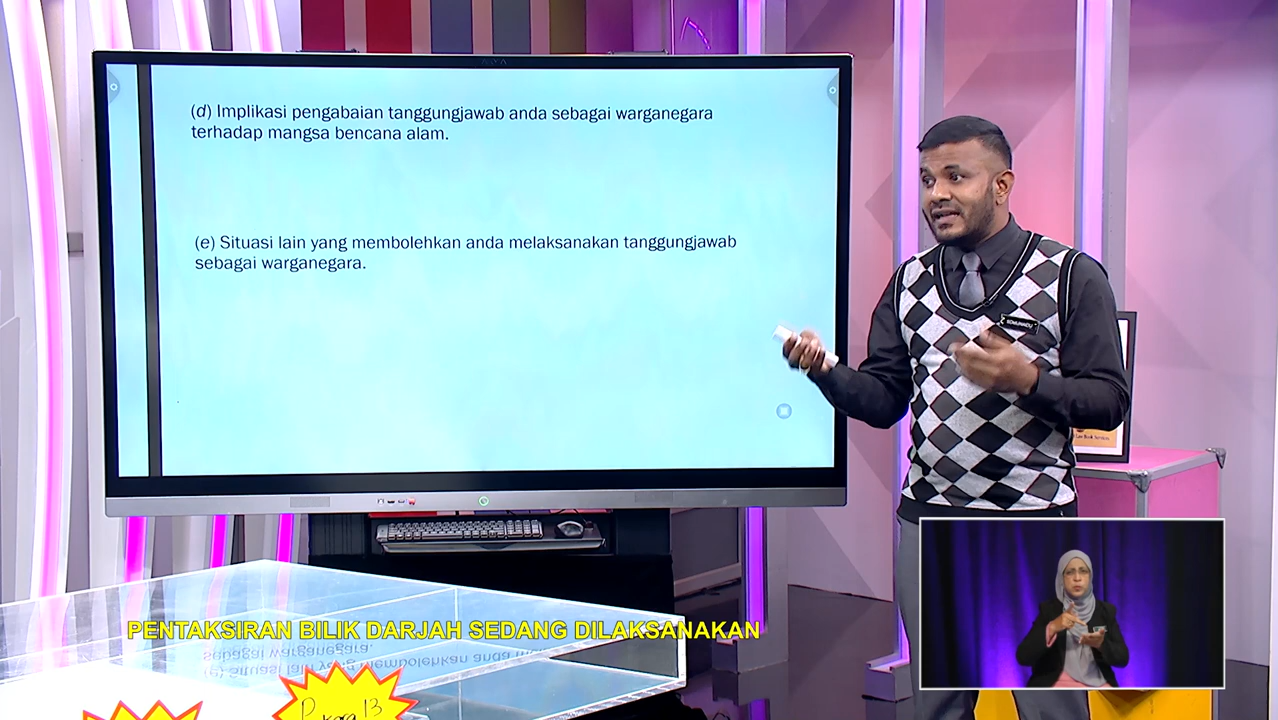 (d) Implikasi pengabaian tanggungjawab anda sebagai warganegara
terhadap mangsa bencana alam.
(e) Situasi lain yang membolehkan anda melaksanakan tanggungjawab
sebagai warganegara.
PENTAKSIRAN BILIK DARJAH SEDANG DILAKSANAKAN
13